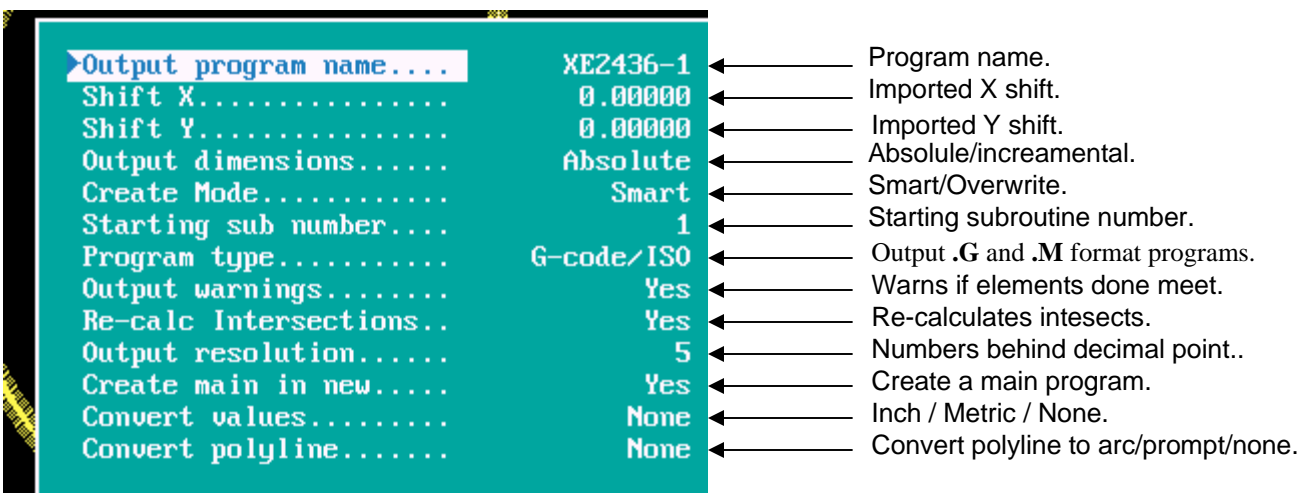 Output program name.... XE2436-1 Program name.
Shift X................ 0.00000 Imported X shift.
Shift Y................ 0.00000 Imported Y shift.
Output dimensions...... Absolute Absolule/increamental.
Create Mode............ Smart Smart/Overwrite.
Starting sub number.... 1 Starting subroutine number.
Program type........... G-code/ISO Output .G and .M format programs.
Output warnings........ Yes Warns if elements done meet.
Re-calc Intersections.. Yes Re-calculates intesects.
Output resolution...... 5 Numbers behind decimal point..
Create main in new..... Yes Create a main program.
Convert values......... None Inch / Metric / None.
Convert polyline....... None Convert polyline to arc/prompt/none.